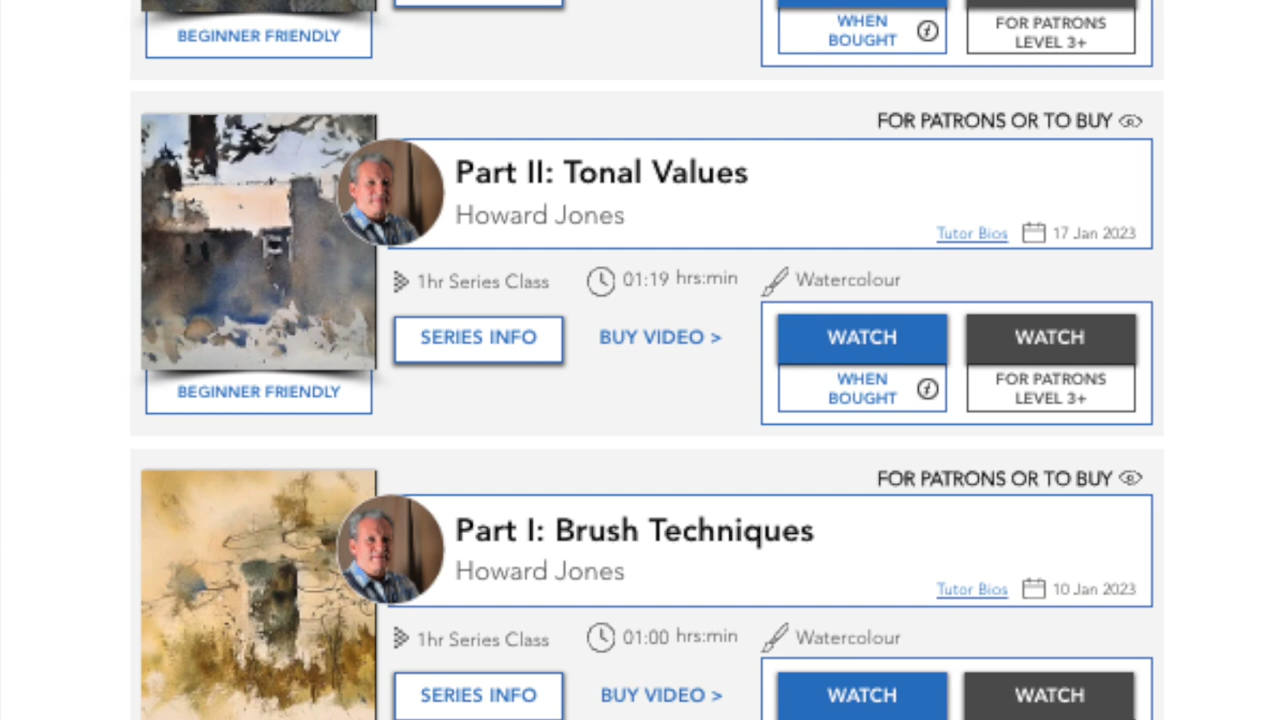 BEGINNER FRIENDLY
WHEN BOUGHT
FOR PATRONS LEVEL 3+
FOR PATRONS OR TO BUY
Part II: Tonal Values
Howard Jones
Tutor Bios 17 Jan 2023
1hr Series Class 01:19 hrs:min Watercolour
SERIES INFO BUY VIDEO > WATCH WATCH
BEGINNER FRIENDLY
WHEN BOUGHT
FOR PATRONS LEVEL 3+
FOR PATRONS OR TO BUY
Part I: Brush Techniques
Howard Jones
Tutor Bios 10 Jan 2023
1hr Series Class 01:00 hrs:min Watercolour
SERIES INFO BUY VIDEO > WATCH WATCH